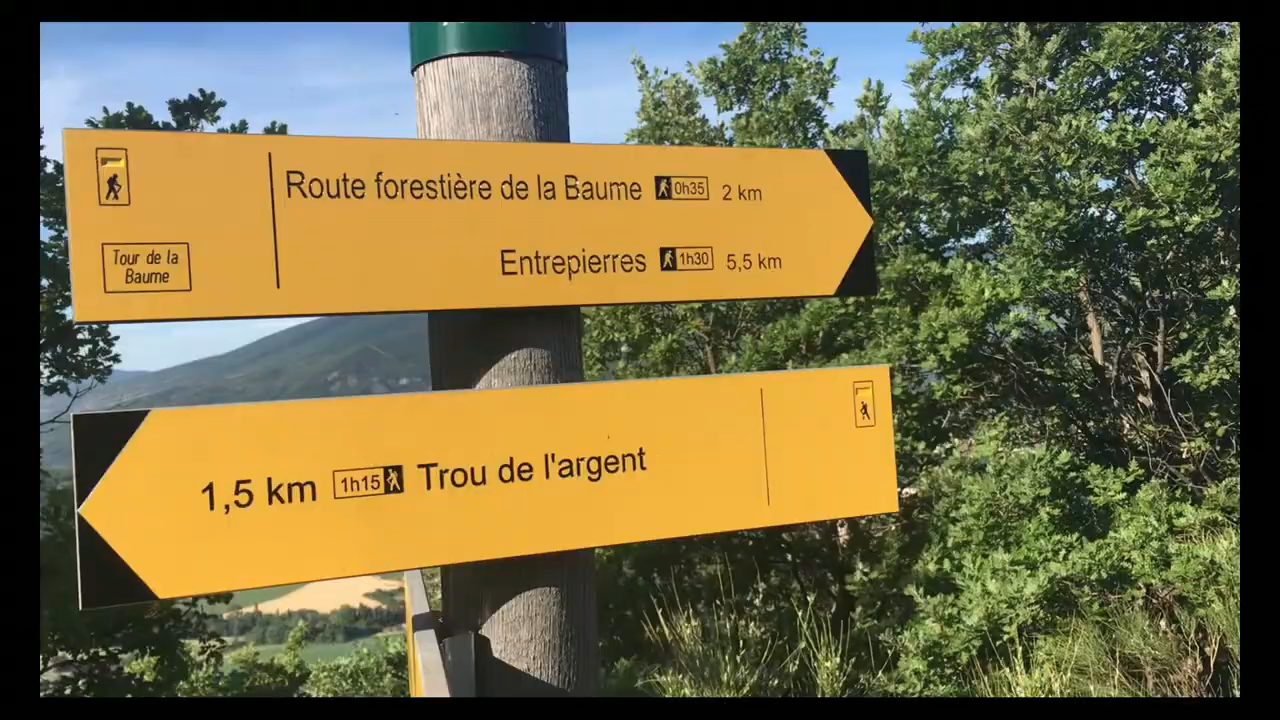 Route forestière de la Baume 0h35 2 km
Tour de la
Baume
Entrepierres 1h30 5,5 km
1,5 km 1h15 Trou de l'argent